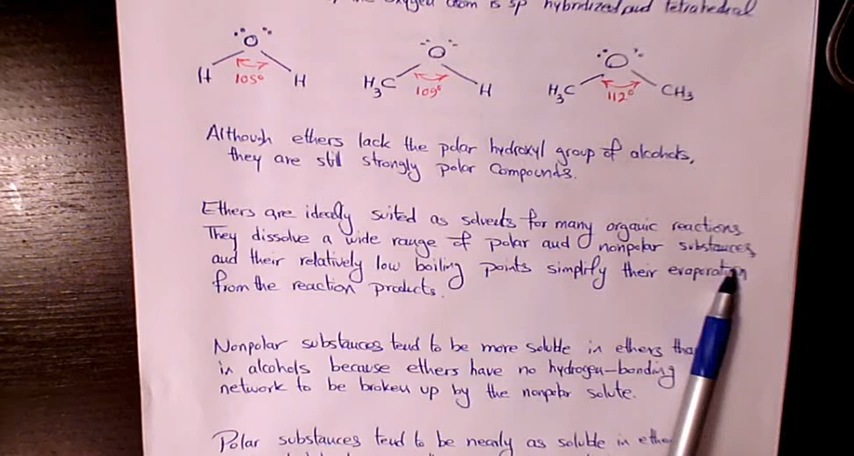 the oxygen atom is sp hybridized and tetrahedral
O O O
H 105° H H₃C 109° H H₃C 112° CH₃
Although ethers lack the polar hydroxyl group of alcohols,
they are still strongly polar compounds.
Ethers are ideally suited as solvents for many organic reactions
They dissolve a wide range of polar and nonpolar substances,
and their relatively low boiling points simplify their evaporation
from the reaction products.
Nonpolar substances tend to be more soluble in ethers tha
in alcohols because ethers have no hydrogen-bonding
network to be broken up by the nonpolar solute.
Polar substances tend to be nearly as soluble in ethe